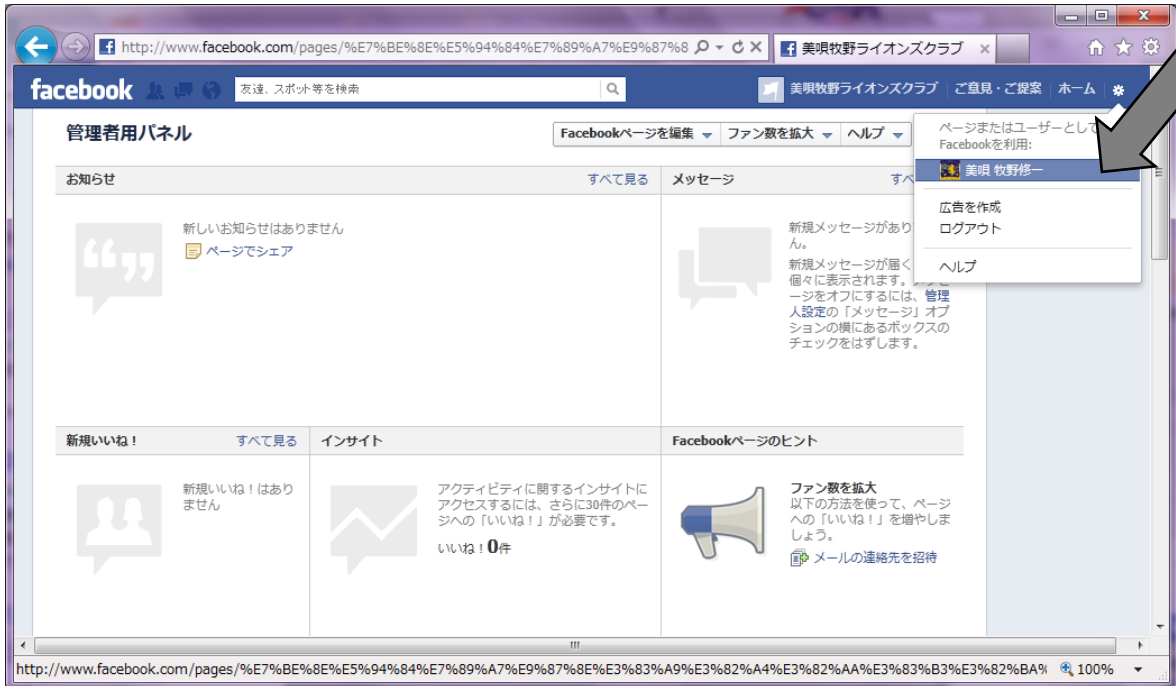 http://www.facebook.com/pages/%E7%BE%8E%E5%94%84%E7%89%A7%E9%87%8
美唄牧野ライオンズクラブ
facebook
友達、スポット等を検索
美唄牧野ライオンズクラブ
ご意見・ご提案
ホーム
管理者用パネル
Facebookページを編集
ファン数を拡大
ヘルプ
ページまたはユーザーとして
Facebookを利用:
美唄 牧野修一
広告を作成
ログアウト
ヘルプ
お知らせ
すべて見る
新しいお知らせはありません
ページでシェア
メッセージ
すべ
新規メッセージがあり
ん。
新規メッセージが届く
個々に表示されます。
ージをオフにするには、管理
人設定の「メッセージ」オプ
ションの横にあるボックスの
チェックをはずします。
新規いいね!
すべて見る
新規いいね!はあり
ません
インサイト
アクティビティに関するインサイトに
アクセスするには、さらに30件のペー
ジへの「いいね!」が必要です。
いいね!0件
Facebookページのヒント
ファン数を拡大
以下の方法を使って、ページ
への「いいね!」を増やしま
しょう。
メールの連絡先を招待
http://www.facebook.com/pages/%E7%BE%8E%E5%94%84%E7%89%A7%E9%87%8E%E3%83%A9%E3%82%A4%E3%82%AA%E3%83%B3%E3%82%BA%
100%